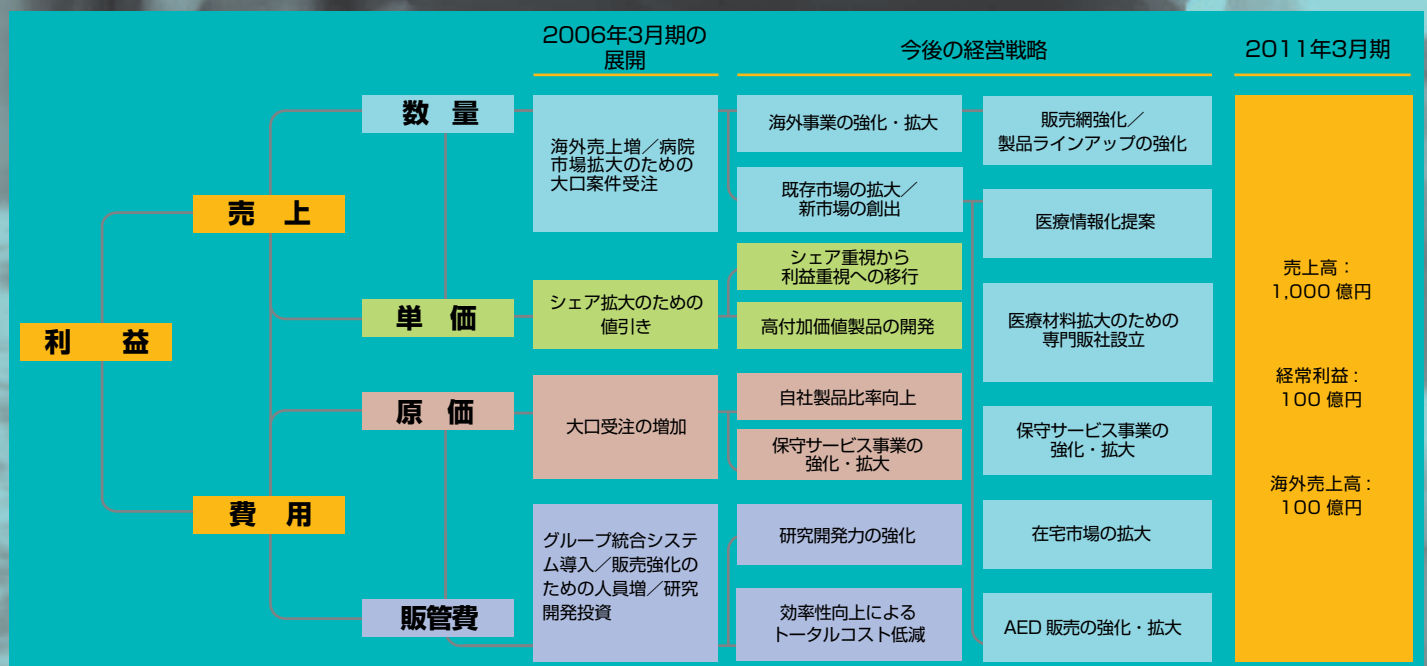 2006年3月期の
展開
今後の経営戦略
2011年3月期
利 益
売 上
費 用
数 量
単 価
原 価
販管費
海外売上増／病院
市場拡大のための
大口案件受注
シェア拡大のための
値引き
大口受注の増加
グループ統合システ
ム導入／販売強化の
ための人員増／研究
開発投資
海外事業の強化・拡大
既存市場の拡大／
新市場の創出
シェア重視から
利益重視への移行
高付加価値製品の開発
自社製品比率向上
保守サービス事業の
強化・拡大
研究開発力の強化
効率性向上による
トータルコスト低減
販売網強化／
製品ラインアップの強化
医療情報化提案
医療材料拡大のための
専門販社設立
保守サービス事業の
強化・拡大
在宅市場の拡大
AED 販売の強化・拡大
売上高：
1,000 億円
経常利益：
100 億円
海外売上高：
100 億円